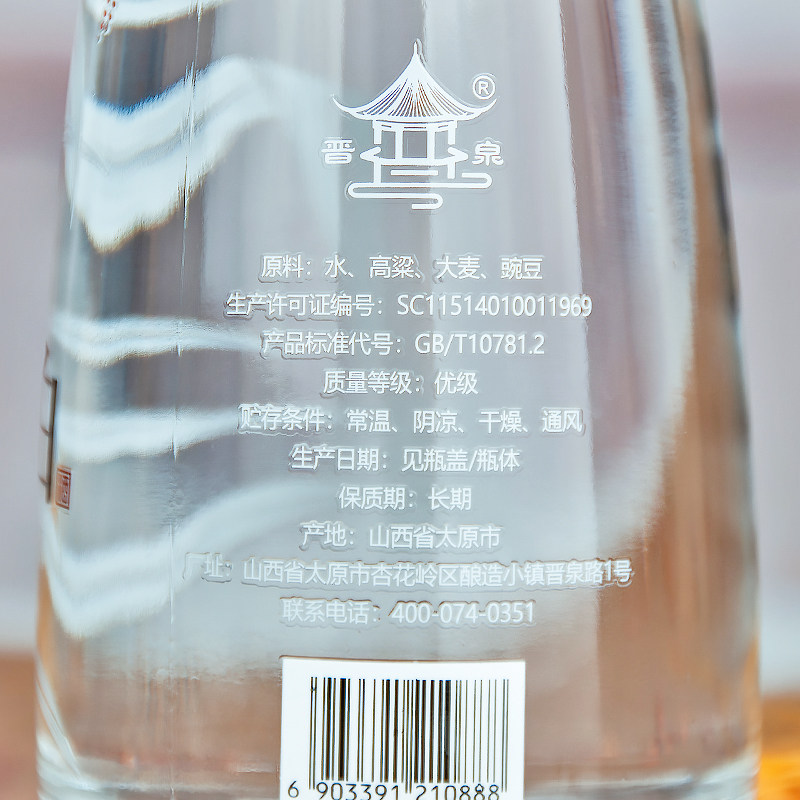 ®
晋泉
原料：水、高粱、大麦、豌豆
生产许可证编号：SC11514010011969
产品标准代号：GB/T10781.2
质量等级：优级
贮存条件：常温、阴凉、干燥、通风
生产日期：见瓶盖/瓶体
保质期：长期
产地：山西省太原市
厂址：山西省太原市杏花岭区酿造小镇晋泉路1号
联系电话：400-074-0351
6 903391 210888